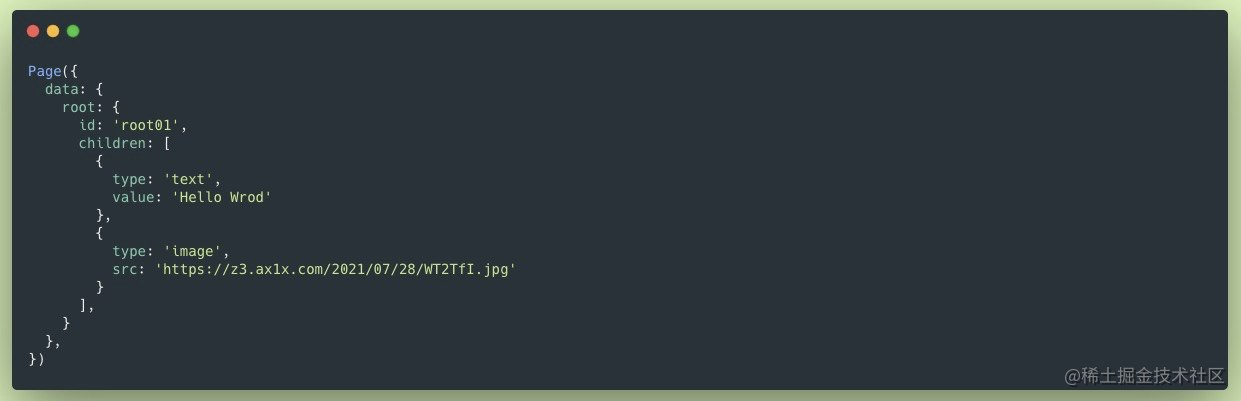 Page({
  data: {
    root: {
      id: 'root01',
      children: [
        {
          type: 'text',
          value: 'Hello Wrod'
        },
        {
          type: 'image',
          src: 'https://z3.ax1x.com/2021/07/28/WT2TfI.jpg'
        }
      ],
    }
  },
})
@稀土掘金技术社区